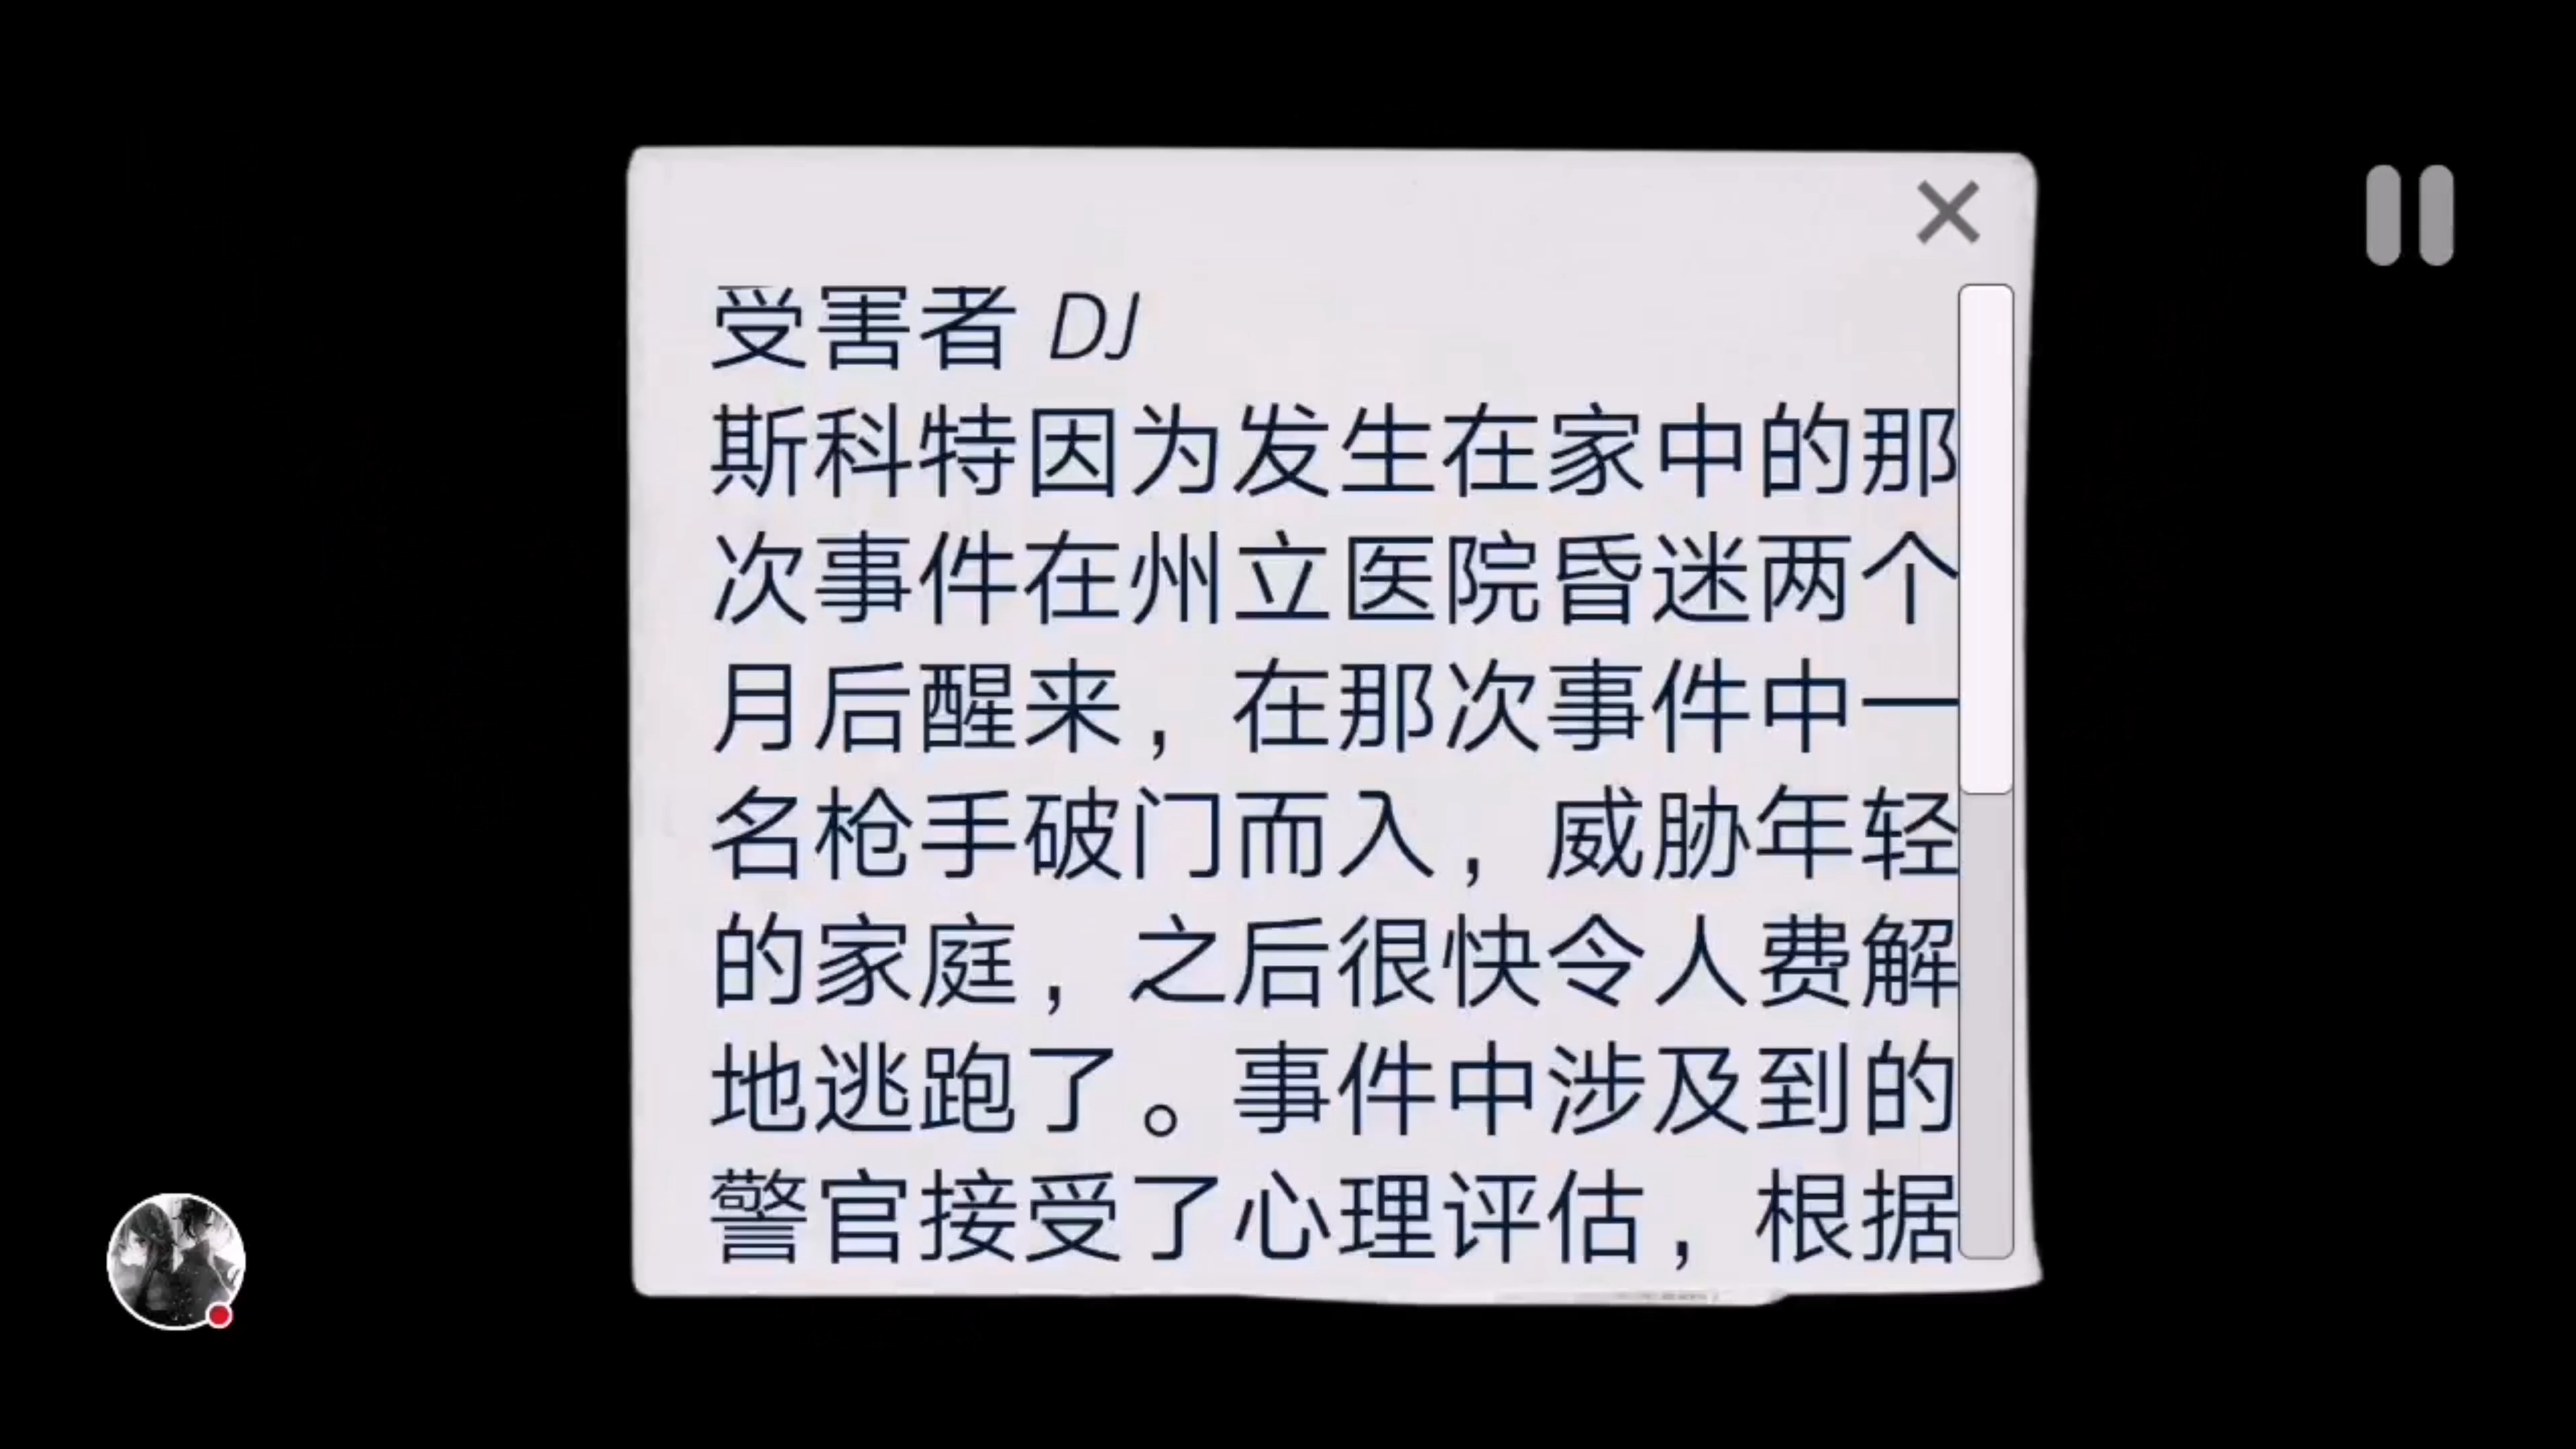 受害者 DJ
斯科特因为发生在家中的那
次事件在州立医院昏迷两个
月后醒来，在那次事件中一
名枪手破门而入，威胁年轻
的家庭，之后很快令人费解
地逃跑了。事件中涉及到的
警官接受了心理评估，根据